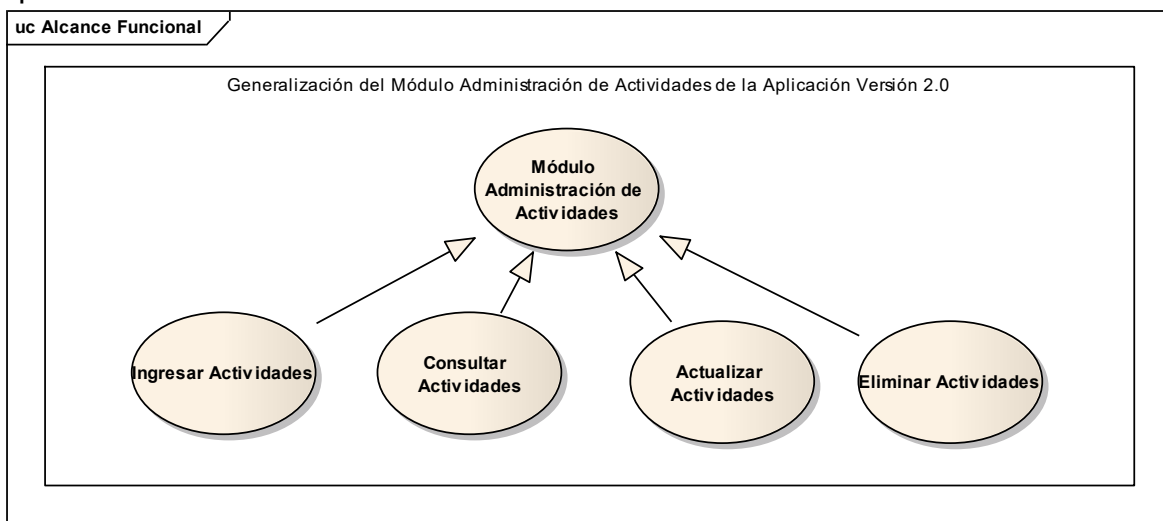 uc Alcance Funcional
Generalización del Módulo Administración de Actividades de la Aplicación Versión 2.0
Módulo
Administración de
Actividades
Ingresar Actividades
Consultar
Actividades
Actualizar
Actividades
Eliminar Actividades